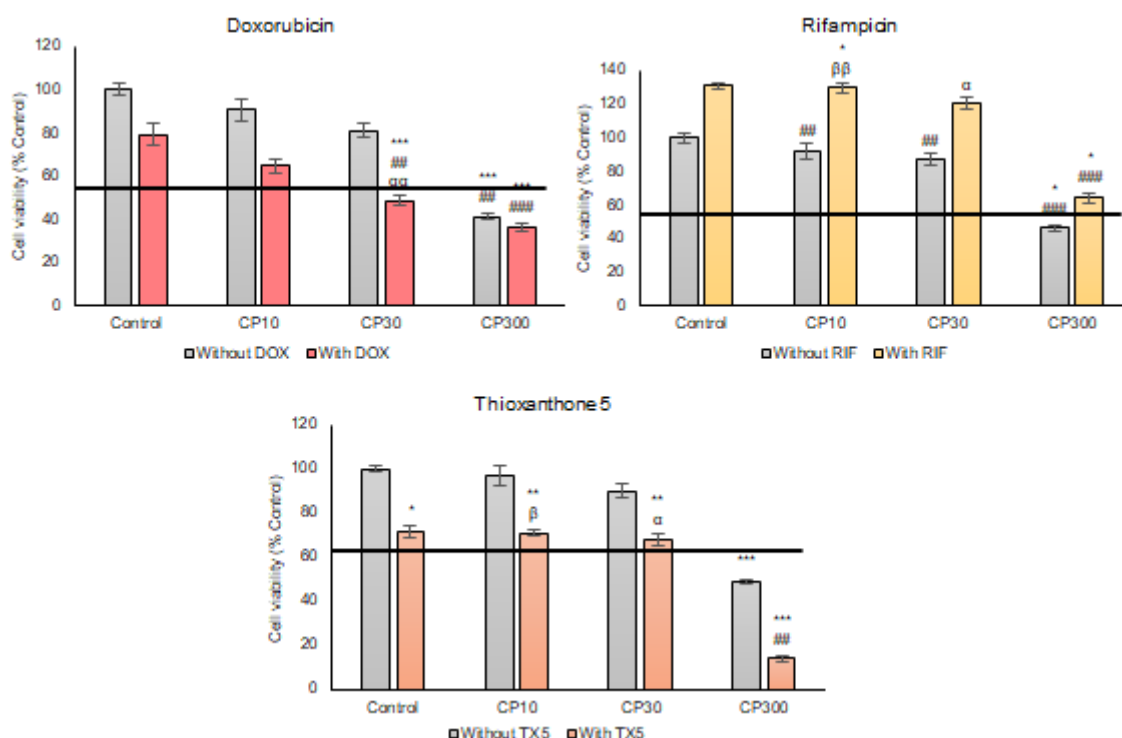 Doxorubicin
Cell viability (% Control)
120
100
80
60
40
20
0
***
##
αα
***
##
***
###
Control CP10 CP30 CP300
Without DOX With DOX
Rifampicin
Cell viability (% Control)
140
120
100
80
60
40
20
0
##
*
ββ
##
α
*
###
*
###
Control CP10 CP30 CP300
Without RIF With RIF
Thioxanthone 5
Cell viability (% Control)
120
100
80
60
40
20
0
*
**
β
**
α
***
***
##
Control CP10 CP30 CP300
Without TX5 With TX5